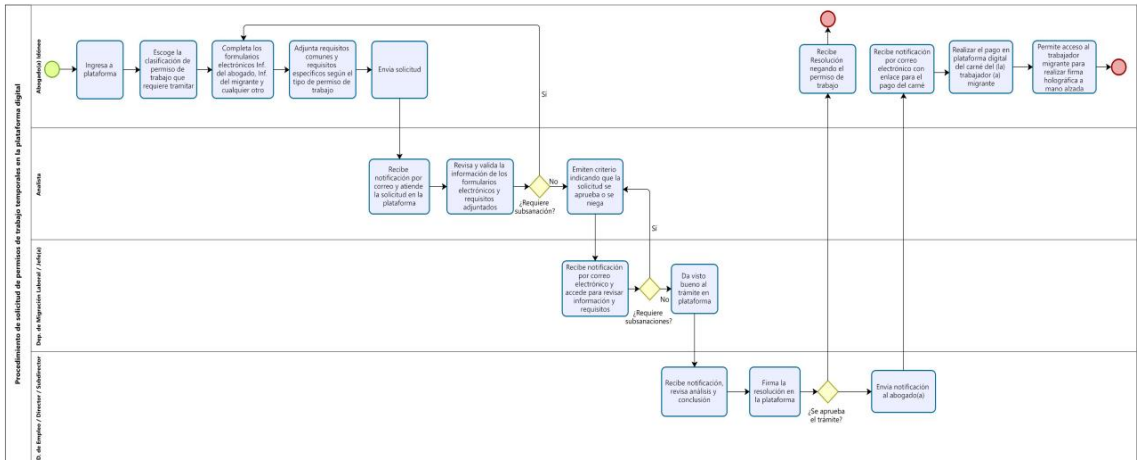 Procedimiento de solicitud de permisos de trabajo temporales en la plataforma digital
Abogado(a) Idóneo
Ingresa a
plataforma
Escoge la
clasificación de
permiso de
trabajo que
requiere tramitar
Completa los
formularios
electrónicos Inf.
del abogado, Inf.
del migrante y
cualquier otro
Adjunta requisitos
comunes y
requisitos
específicos según el
tipo de permiso de
trabajo
Envía solicitud
Sí
Recibe
Resolución
negando el
permiso de
trabajo
Recibe notificación
por correo
electrónico con
enlace para el
pago del carné
Realizar el pago en
plataforma digital
del carné del (la)
trabajador (a)
migrante
Permite acceso al
trabajador
migrante para
realizar firma
holográfica a
mano alzada
Analista
Recibe
notificación por
correo y atiende
la solicitud en la
plataforma
Revisa y valida la
información de los
formularios
electrónicos y
requisitos
adjuntados
¿Requiere
subsanación?
No
Emiten criterio
indicando que la
solicitud se
aprueba o se
niega
Sí
Dep. de Migración Laboral / Jefe(a)
Recibe notificación
por correo
electrónico y
accede para revisar
información y
requisitos
¿Requiere
subsanaciones?
No
Da visto
bueno al
trámite en
plataforma
D. de Empleo / Director / Subdirector
Recibe notificación,
revisa análisis y
conclusión
Firma la
resolución en
la plataforma
¿Se aprueba
el trámite?
Envía notificación
al abogado(a)